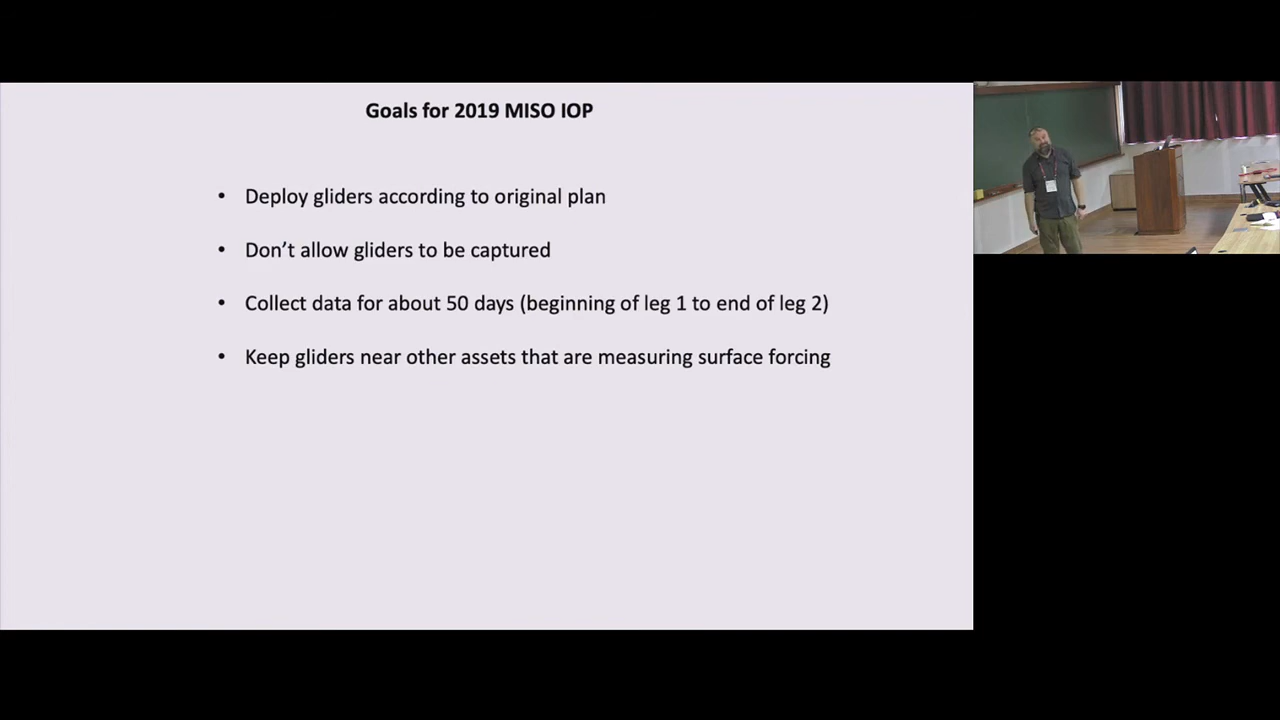 Goals for 2019 MISO IOP
• Deploy gliders according to original plan
• Don’t allow gliders to be captured
• Collect data for about 50 days (beginning of leg 1 to end of leg 2)
• Keep gliders near other assets that are measuring surface forcing